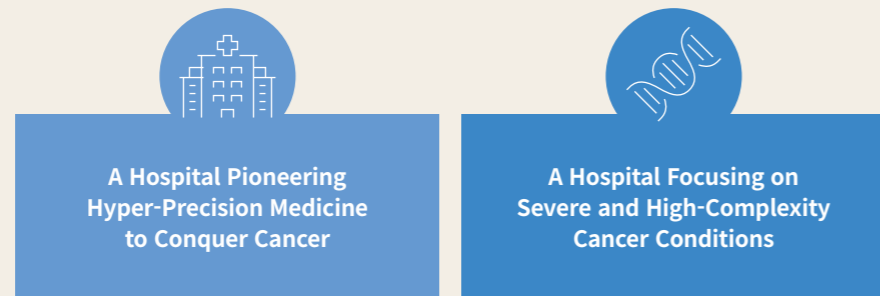 A Hospital Pioneering
Hyper-Precision Medicine
to Conquer Cancer
A Hospital Focusing on
Severe and High-Complexity
Cancer Conditions